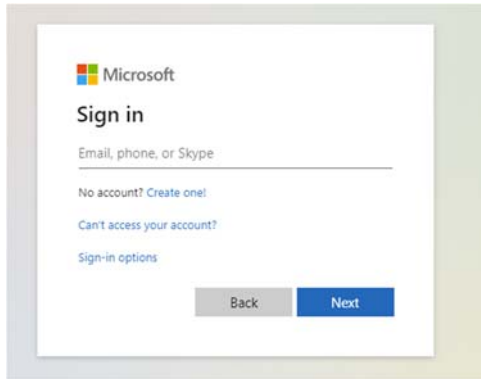 Microsoft
Sign in
Email, phone, or Skype
No account? Create one!
Can't access your account?
Sign-in options
Back Next